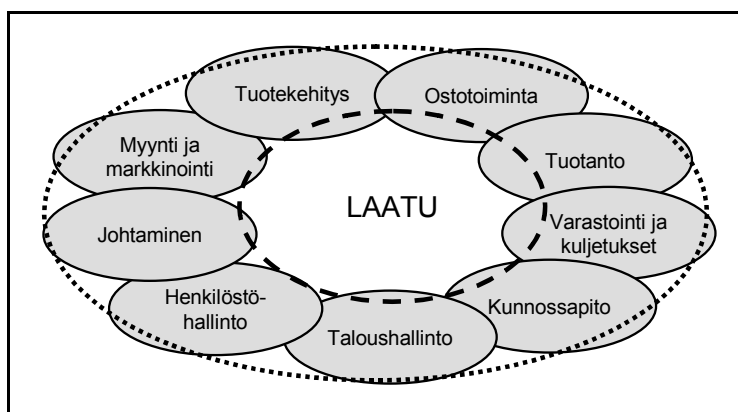 Tuotekehitys
Ostotoiminta
Myynti ja
markkinointi
Tuotanto
LAATU
Johtaminen
Varastointi ja
kuljetukset
Henkilöstö-
hallinto
Kunnossapito
Taloushallinto